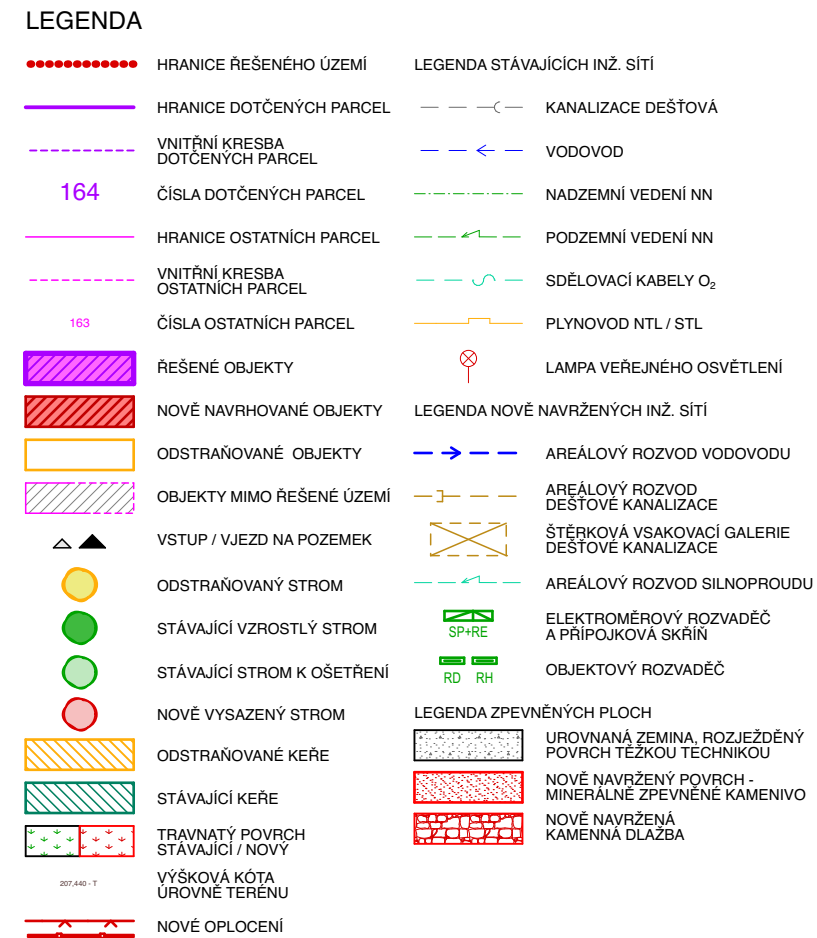 LEGENDA
HRANICE ŘEŠENÉHO ÚZEMÍ
HRANICE DOTČENÝCH PARCEL
VNITŘNÍ KRESBA
DOTČENÝCH PARCEL
164
ČÍSLA DOTČENÝCH PARCEL
HRANICE OSTATNÍCH PARCEL
VNITŘNÍ KRESBA
OSTATNÍCH PARCEL
163
ČÍSLA OSTATNÍCH PARCEL
ŘEŠENÉ OBJEKTY
NOVĚ NAVRHOVANÉ OBJEKTY
ODSTRAŇOVANÉ OBJEKTY
OBJEKTY MIMO ŘEŠENÉ ÚZEMÍ
VSTUP / VJEZD NA POZEMEK
ODSTRAŇOVANÝ STROM
STÁVAJÍCÍ VZROSTLÝ STROM
STÁVAJÍCÍ STROM K OŠETŘENÍ
NOVĚ VYSAZENÝ STROM
ODSTRAŇOVANÉ KEŘE
STÁVAJÍCÍ KEŘE
TRAVNATÝ POVRCH
STÁVAJÍCÍ / NOVÝ
207,440 - T
VÝŠKOVÁ KÓTA
ÚROVNĚ TERÉNU
NOVÉ OPLOCENÍ
LEGENDA STÁVAJÍCÍCH INŽ. SÍTÍ
KANALIZACE DEŠŤOVÁ
VODOVOD
NADZEMNÍ VEDENÍ NN
PODZEMNÍ VEDENÍ NN
SDĚLOVACÍ KABELY O₂
PLYNOVOD NTL / STL
LAMPA VEŘEJNÉHO OSVĚTLENÍ
LEGENDA NOVĚ NAVRŽENÝCH INŽ. SÍTÍ
AREÁLOVÝ ROZVOD VODOVODU
AREÁLOVÝ ROZVOD
DEŠŤOVÉ KANALIZACE
ŠTĚRKOVÁ VSAKOVACÍ GALERIE
DEŠŤOVÉ KANALIZACE
AREÁLOVÝ ROZVOD SILNOPROUDU
SP+RE
ELEKTROMĚROVÝ ROZVADĚČ
A PŘÍPOJKOVÁ SKŘÍŇ
RD RH
OBJEKTOVÝ ROZVADĚČ
LEGENDA ZPEVNĚNÝCH PLOCH
UROVNANÁ ZEMINA, ROZJEŽDĚNÝ
POVRCH TĚŽKOU TECHNIKOU
NOVĚ NAVRŽENÝ POVRCH -
MINERÁLNĚ ZPEVNĚNÉ KAMENIVO
NOVĚ NAVRŽENÁ
KAMENNÁ DLAŽBA